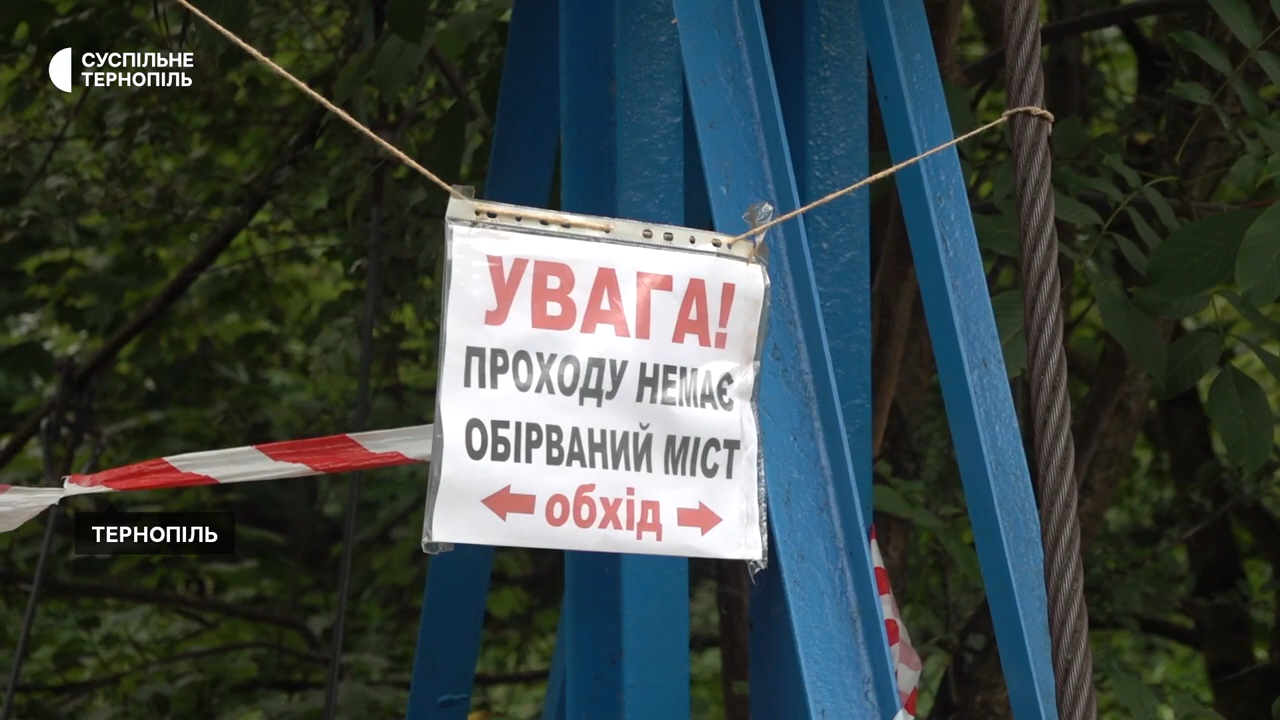 СУСПІЛЬНЕ
ТЕРНОПІЛЬ
УВАГА!
ПРОХОДУ НЕМАЄ
ОБІРВАНИЙ МІСТ
обхід
ТЕРНОПІЛЬ